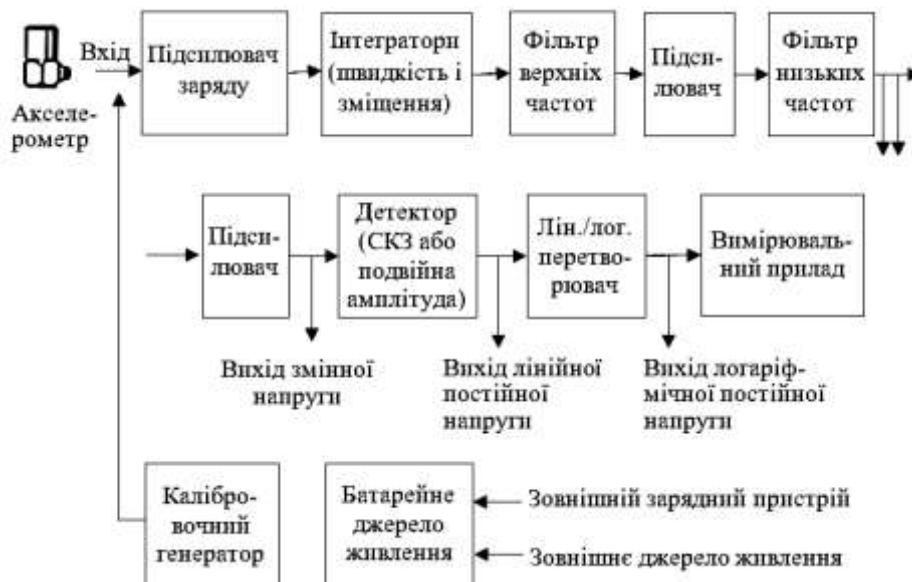 Вхід
Акселе-
рометр
Підсилювач
заряду
Інтегратори
(швидкість і
зміщення)
Фільтр
верхніх
частот
Підси-
лювач
Фільтр
низьких
частот
Підси-
лювач
Детектор
(СКЗ або
подвійна
амплітуда)
Лін./лог.
перетво-
рювач
Вимірюваль-
ний прилад
Вихід змінної
напруги
Вихід лінійної
постійної
напруги
Вихід логаріф-
мічної постійної
напруги
Калібро-
вочний
генератор
Батарейне
джерело
живлення
Зовнішній зарядний пристрій
Зовнішнє джерело живлення